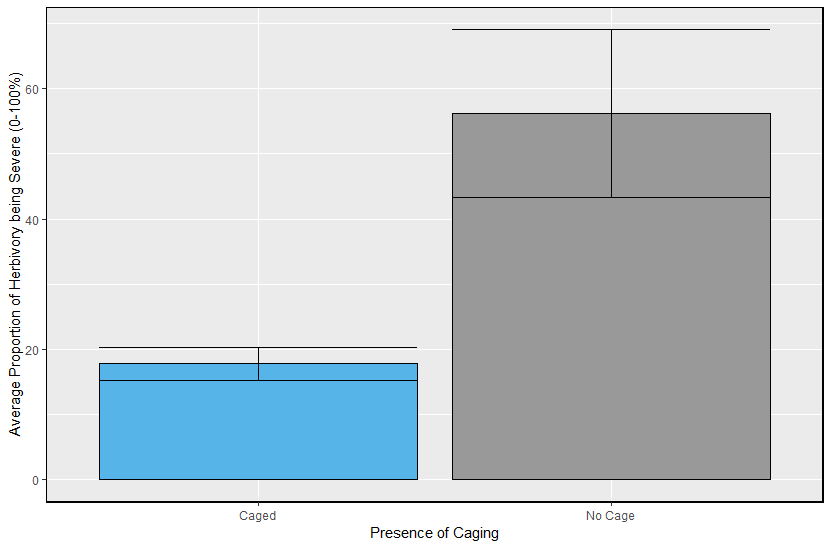 Average Proportion of Herbivory being Severe (0-100%)
60
40
20
0
Caged
No Cage
Presence of Caging